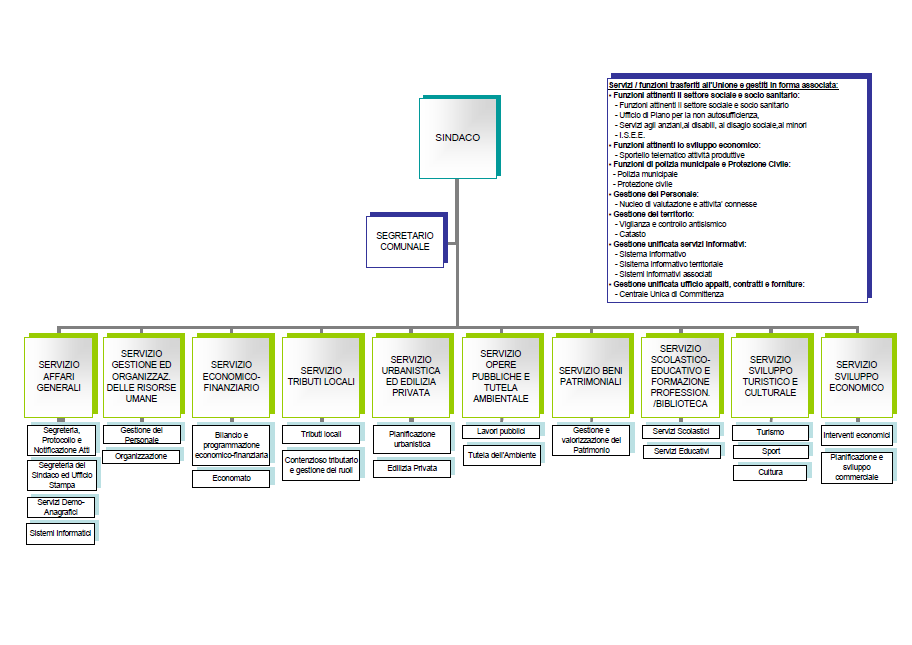 SINDACO
SEGRETARIO
COMUNALE
Servizi / funzioni trasferiti all'Unione e gestiti in forma associata:
• Funzioni attinenti il settore sociale e socio sanitario:
- Funzioni attinenti il settore sociale e socio sanitario
- Ufficio di Piano per la non autosufficienza,
- Servizi agli anziani,ai disabili, al disagio sociale,ai minori
- I.S.E.E.
• Funzioni attinenti lo sviluppo economico:
- Sportello telematico attività produttive
• Funzioni di polizia municipale e Protezione Civile:
- Polizia municipale
- Protezione civile
• Gestione del Personale:
- Nucleo di valutazione e attivita' connesse
• Gestione del territorio:
- Vigilanza e controllo antisismico
- Catasto
• Gestione unificata servizi informativi:
- Sistema informativo
- Sisitema informativo territoriale
- Sistemi informativi associati
• Gestione unificata ufficio appalti, contratti e forniture:
- Centrale Unica di Committenza
SERVIZIO
AFFARI
GENERALI
Segreteria,
Protocollo e
Notificazione Atti
Segreteria del
Sindaco ed Ufficio
Stampa
Servizi Demo-
Anagrafici
Sistemi Informatici
SERVIZIO
GESTIONE ED
ORGANIZZAZ.
DELLE RISORSE
UMANE
Gestione del
Personale
Organizzazione
SERVIZIO
ECONOMICO-
FINANZIARIO
Bilancio e
programmazione
economico-finanziaria
Economato
SERVIZIO
TRIBUTI LOCALI
Tributi locali
Contenzioso tributario
e gestione dei ruoli
SERVIZIO
URBANISTICA
ED EDILIZIA
PRIVATA
Planificazione
urbanistica
Edilizia Privata
SERVIZIO
OPERE
PUBBLICHE E
TUTELA
AMBIENTALE
Lavori pubblici
Tutela dell'Ambiente
SERVIZIO BENI
PATRIMONIALI
Gestione e
valorizzazione del
Patrimonio
SERVIZIO
SCOLASTICO-
EDUCATIVO E
FORMAZIONE
PROFESSION.
/BIBLIOTECA
Servizi Scolastici
Servizi Educativi
SERVIZIO
SVILUPPO
TURISTICO E
CULTURALE
Turismo
Sport
Cultura
SERVIZIO
SVILUPPO
ECONOMICO
Interventi economici
Planificazione e
sviluppo
commerciale